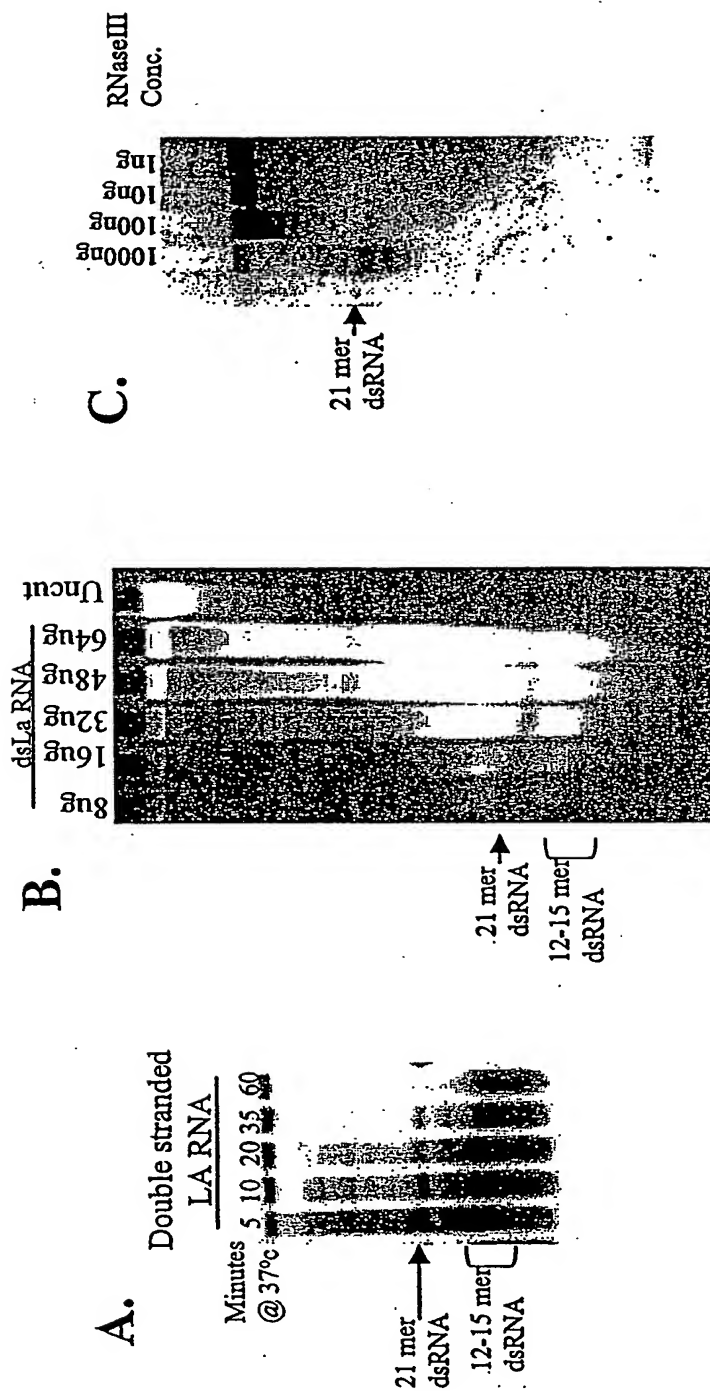 A.
Double stranded
LA RNA
Minutes
@ 37°c
5 10 20 35 60
21 mer
dsRNA
12-15 mer
dsRNA
B.
dsLa RNA
8ug 16ug 32ug 48ug 64ug Uncut
21 mer
dsRNA
12-15 mer
dsRNA
C.
RNaseIII
Conc.
1000ng 100ng 10ng 1ng
21 mer
dsRNA